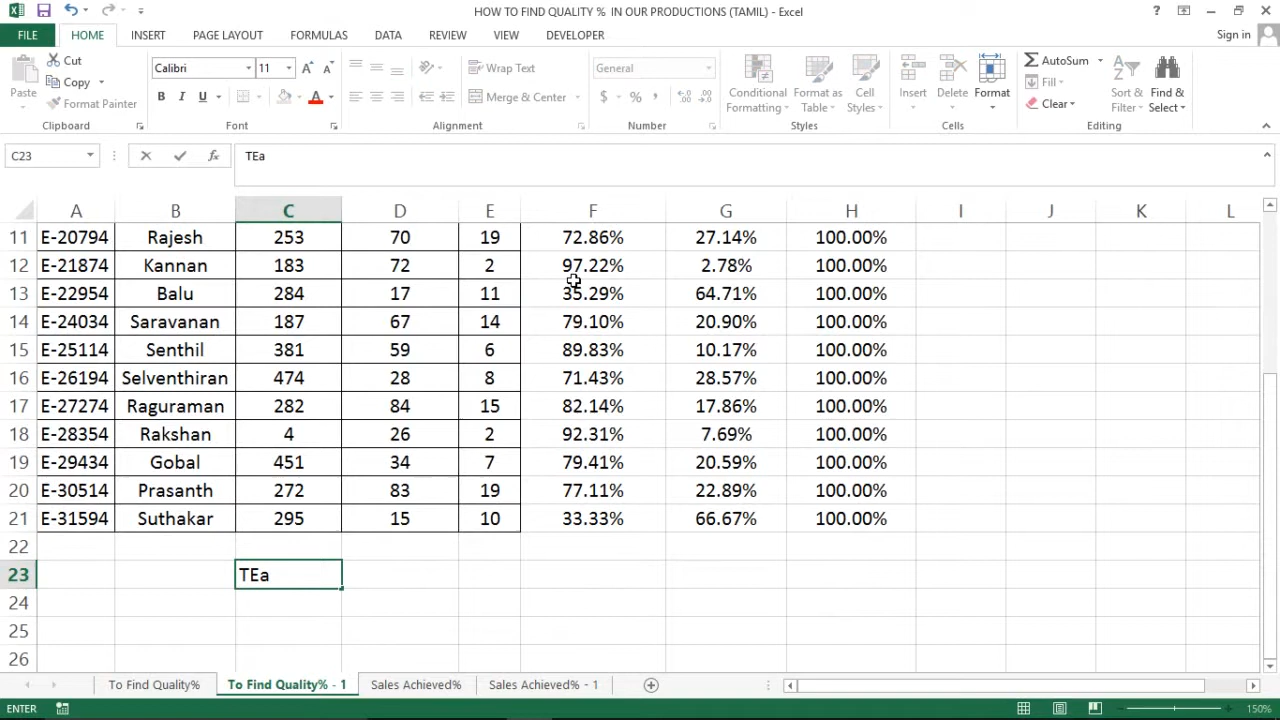 HOW TO FIND QUALITY %  IN OUR PRODUCTIONS (TAMIL) - Excel
FILE HOME INSERT PAGE LAYOUT FORMULAS DATA REVIEW VIEW DEVELOPER Sign in
Paste Cut Copy Format Painter
Calibri 11
Wrap Text
Merge & Center
General
Conditional Formatting Format as Table Cell Styles
Insert Delete Format
AutoSum Fill Clear
Sort & Filter Find & Select
Clipboard Font Alignment Number Styles Cells Editing
C23 fx TEa
A B C D E F G H I J K L
11 E-20794 Rajesh 253 70 19 72.86% 27.14% 100.00%
12 E-21874 Kannan 183 72 2 97.22% 2.78% 100.00%
13 E-22954 Balu 284 17 11 35.29% 64.71% 100.00%
14 E-24034 Saravanan 187 67 14 79.10% 20.90% 100.00%
15 E-25114 Senthil 381 59 6 89.83% 10.17% 100.00%
16 E-26194 Selventhiran 474 28 8 71.43% 28.57% 100.00%
17 E-27274 Raguraman 282 84 15 82.14% 17.86% 100.00%
18 E-28354 Rakshan 4 26 2 92.31% 7.69% 100.00%
19 E-29434 Gobal 451 34 7 79.41% 20.59% 100.00%
20 E-30514 Prasanth 272 83 19 77.11% 22.89% 100.00%
21 E-31594 Suthakar 295 15 10 33.33% 66.67% 100.00%
22
23 TEa
24
25
26
To Find Quality% To Find Quality% - 1 Sales Achieved% Sales Achieved% - 1
ENTER 150%